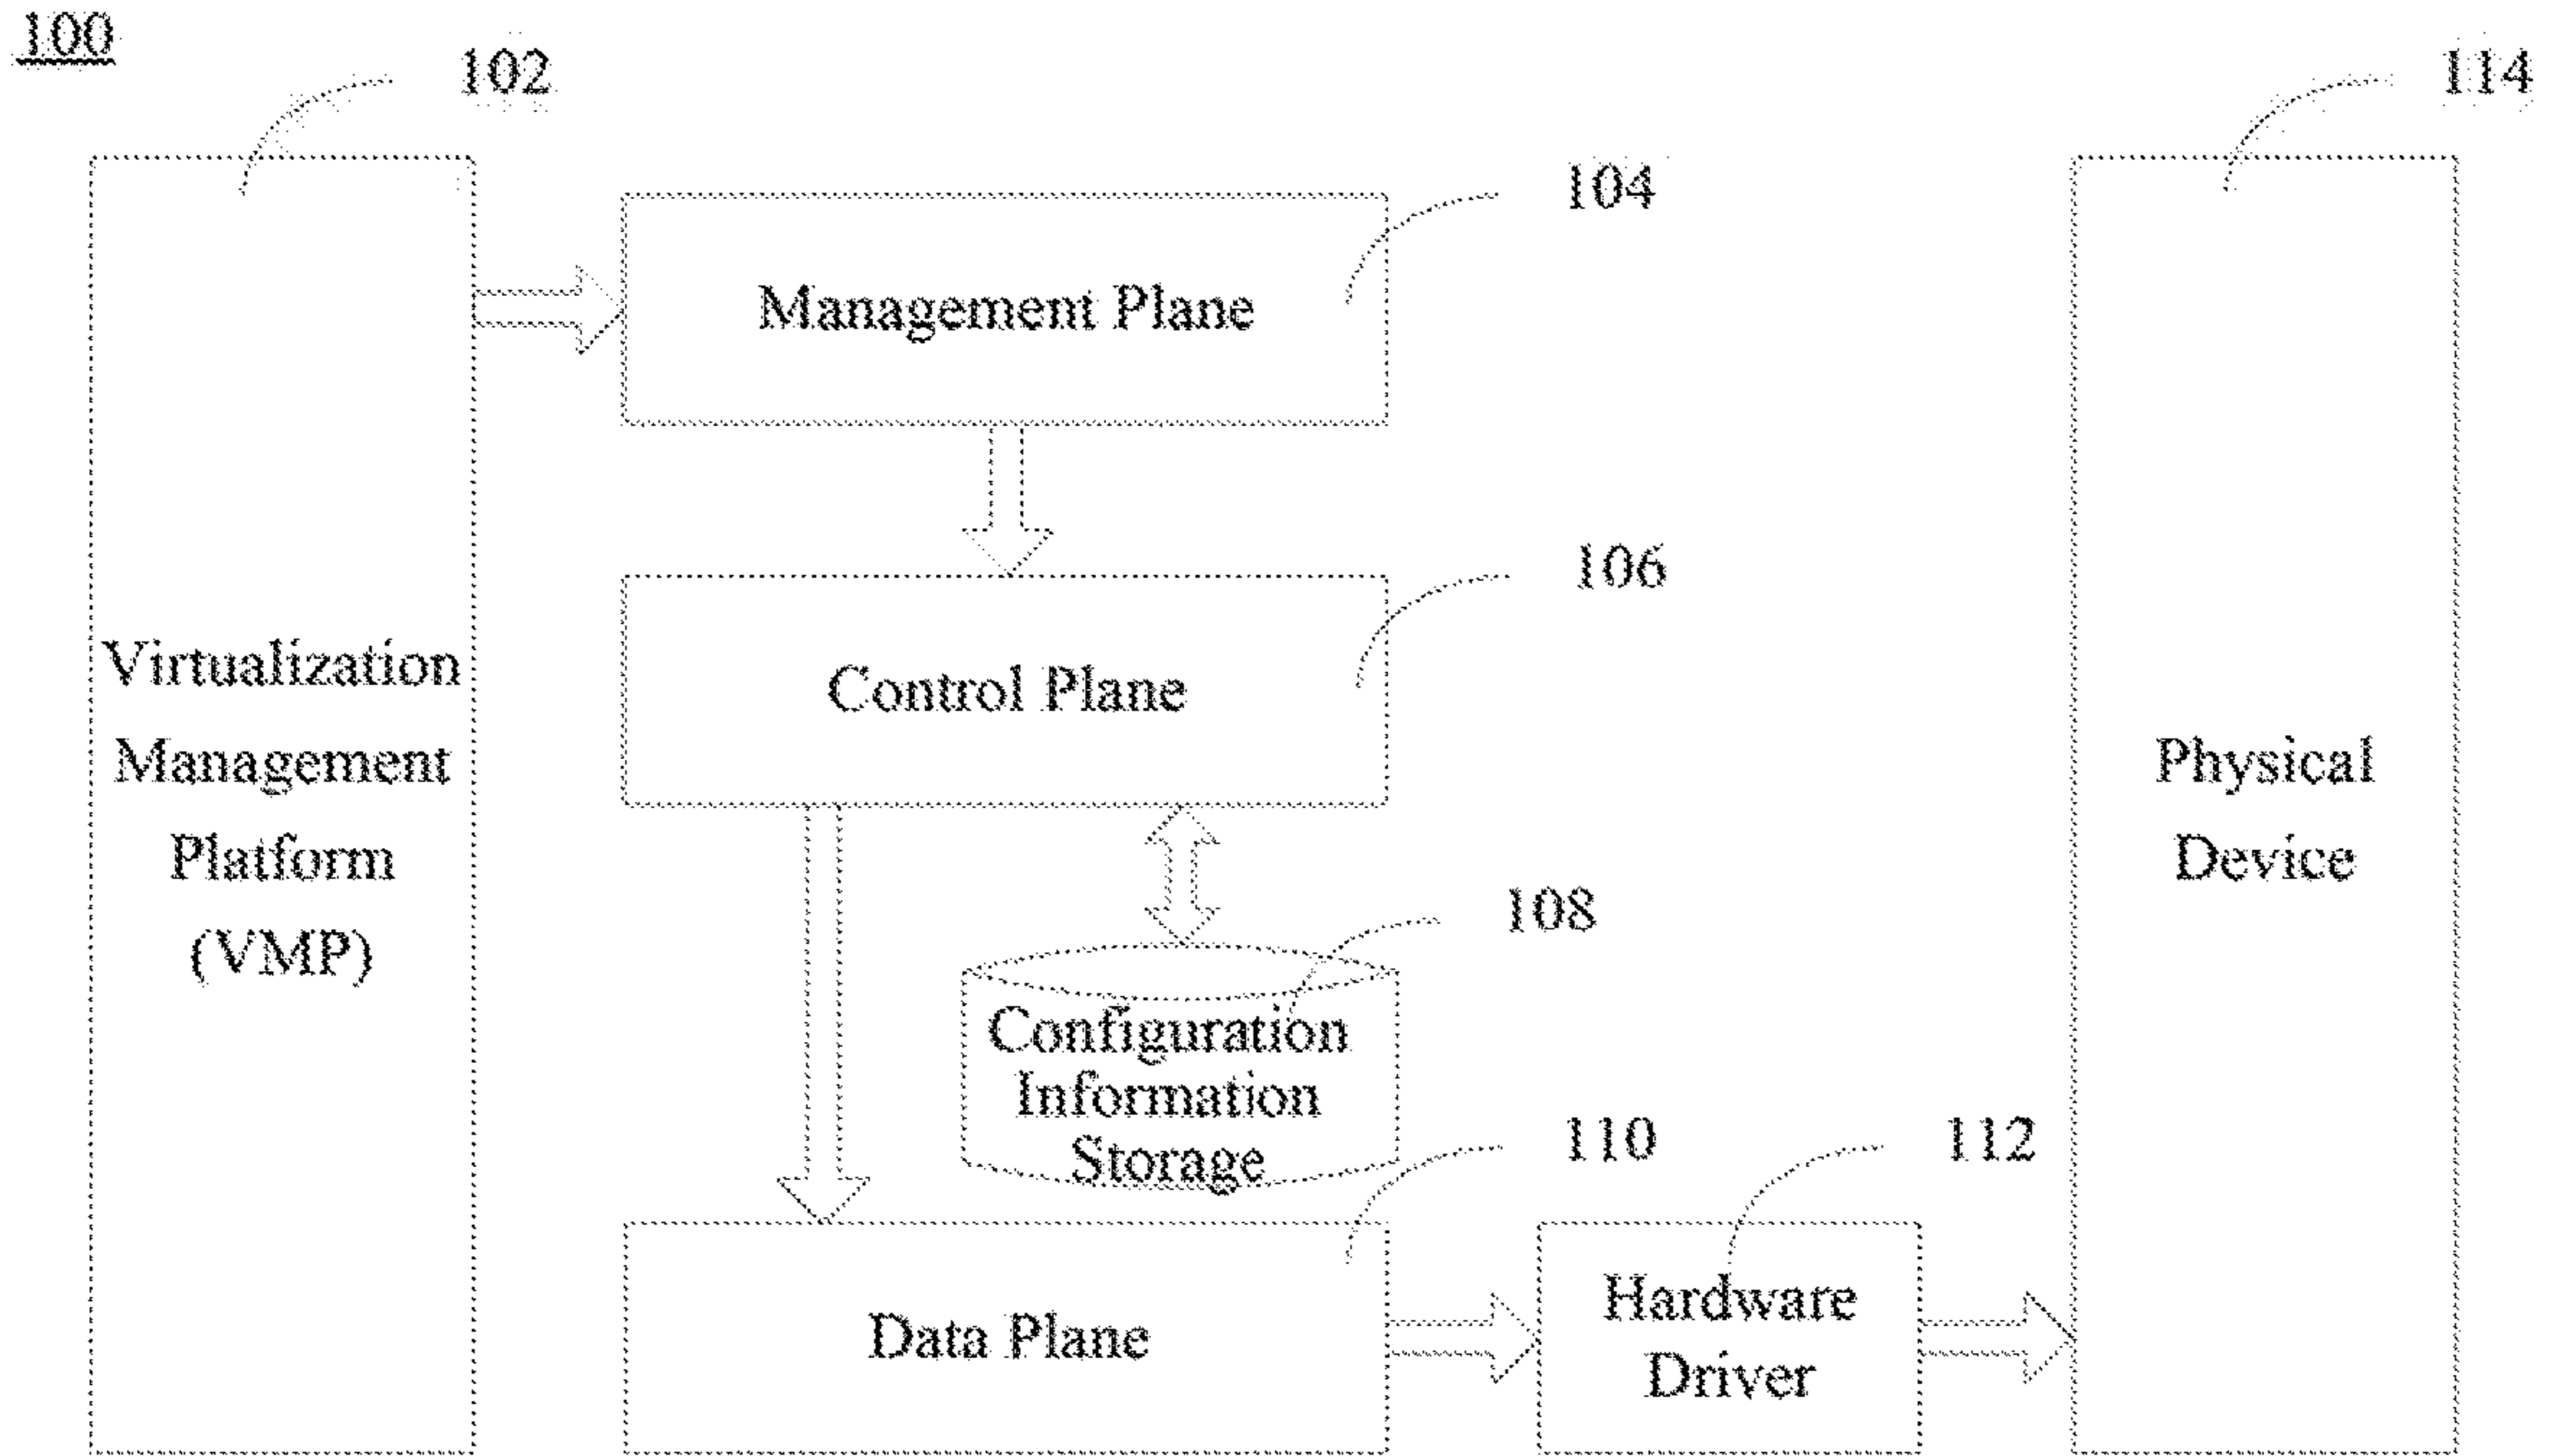 100
102
114
104
Management Plane
106
Control Plane
Virtualization
Management
Platform
(VMP)
Physical
Device
108
Configuration
Information
Storage
110
112
Data Plane
Hardware
Driver